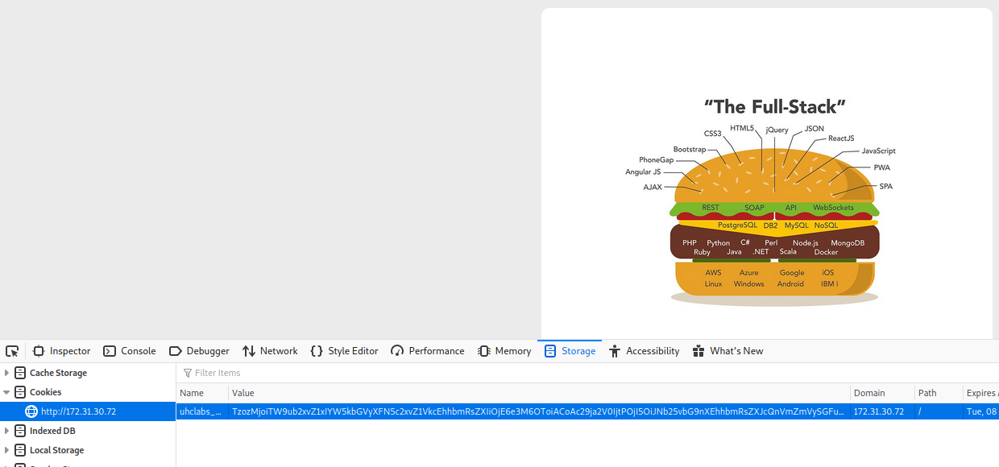 “The Full-Stack”
HTML5 jQuery JSON
CSS3 ReactJS
Bootstrap JavaScript
PhoneGap PWA
Angular JS
AJAX SPA
REST SOAP API WebSockets
PostgreSQL DB2 MySQL NoSQL
PHP Python C# Perl Node.js MongoDB
Ruby Java .NET Scala Docker
AWS Azure Google iOS
Linux Windows Android IBM i
Inspector Console Debugger Network Style Editor Performance Memory Storage Accessibility What's New
Cache Storage
Filter Items
Cookies
Name Value Domain Path Expires
http://172.31.30.72
uhclabs_... TzozMjoiTW9ub2xvZ1xIYW5kbGVyXFN5c2xvZ1VkcEhhbmRsZXIiOjE6e3M6OToiACoAc29ja2V0IjtPOjI5OiJNb25vbG9nXEhhbmRsZXJcQnVmZmVySGFu... 172.31.30.72 / Tue, 08
Indexed DB
Local Storage